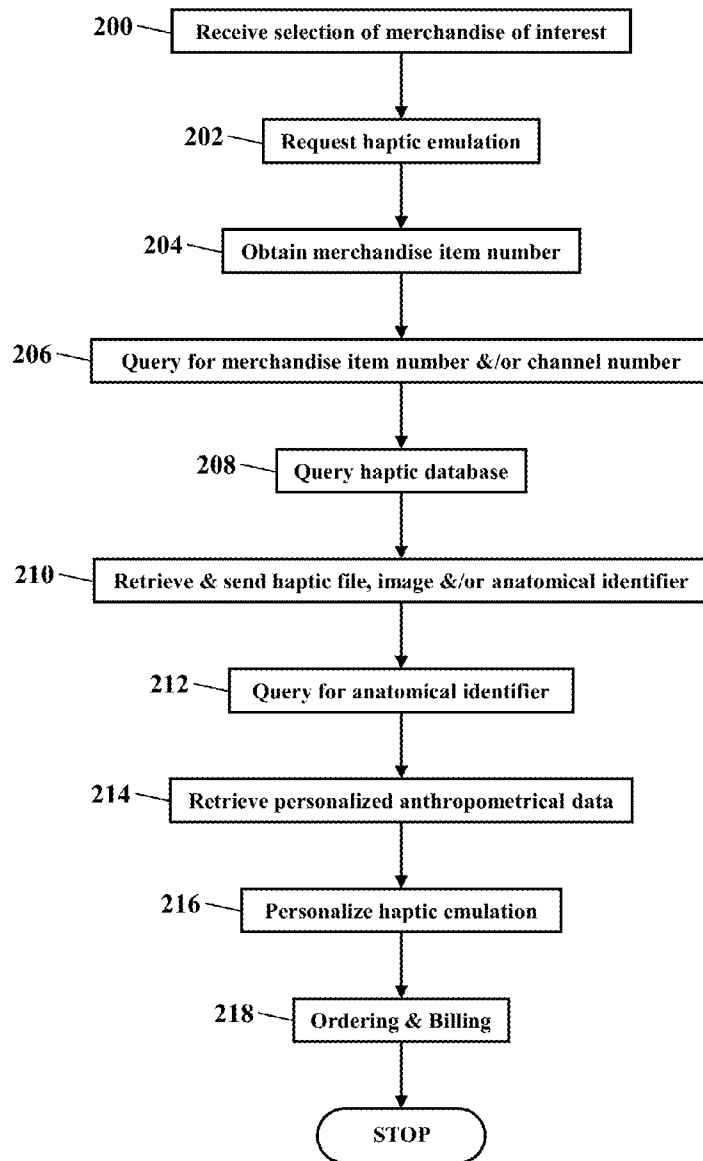 200 Receive selection of merchandise of interest
202 Request haptic emulation
204 Obtain merchandise item number
206 Query for merchandise item number &/or channel number
208 Query haptic database
210 Retrieve & send haptic file, image &/or anatomical identifier
212 Query for anatomical identifier
214 Retrieve personalized anthropometrical data
216 Personalize haptic emulation
218 Ordering & Billing
STOP